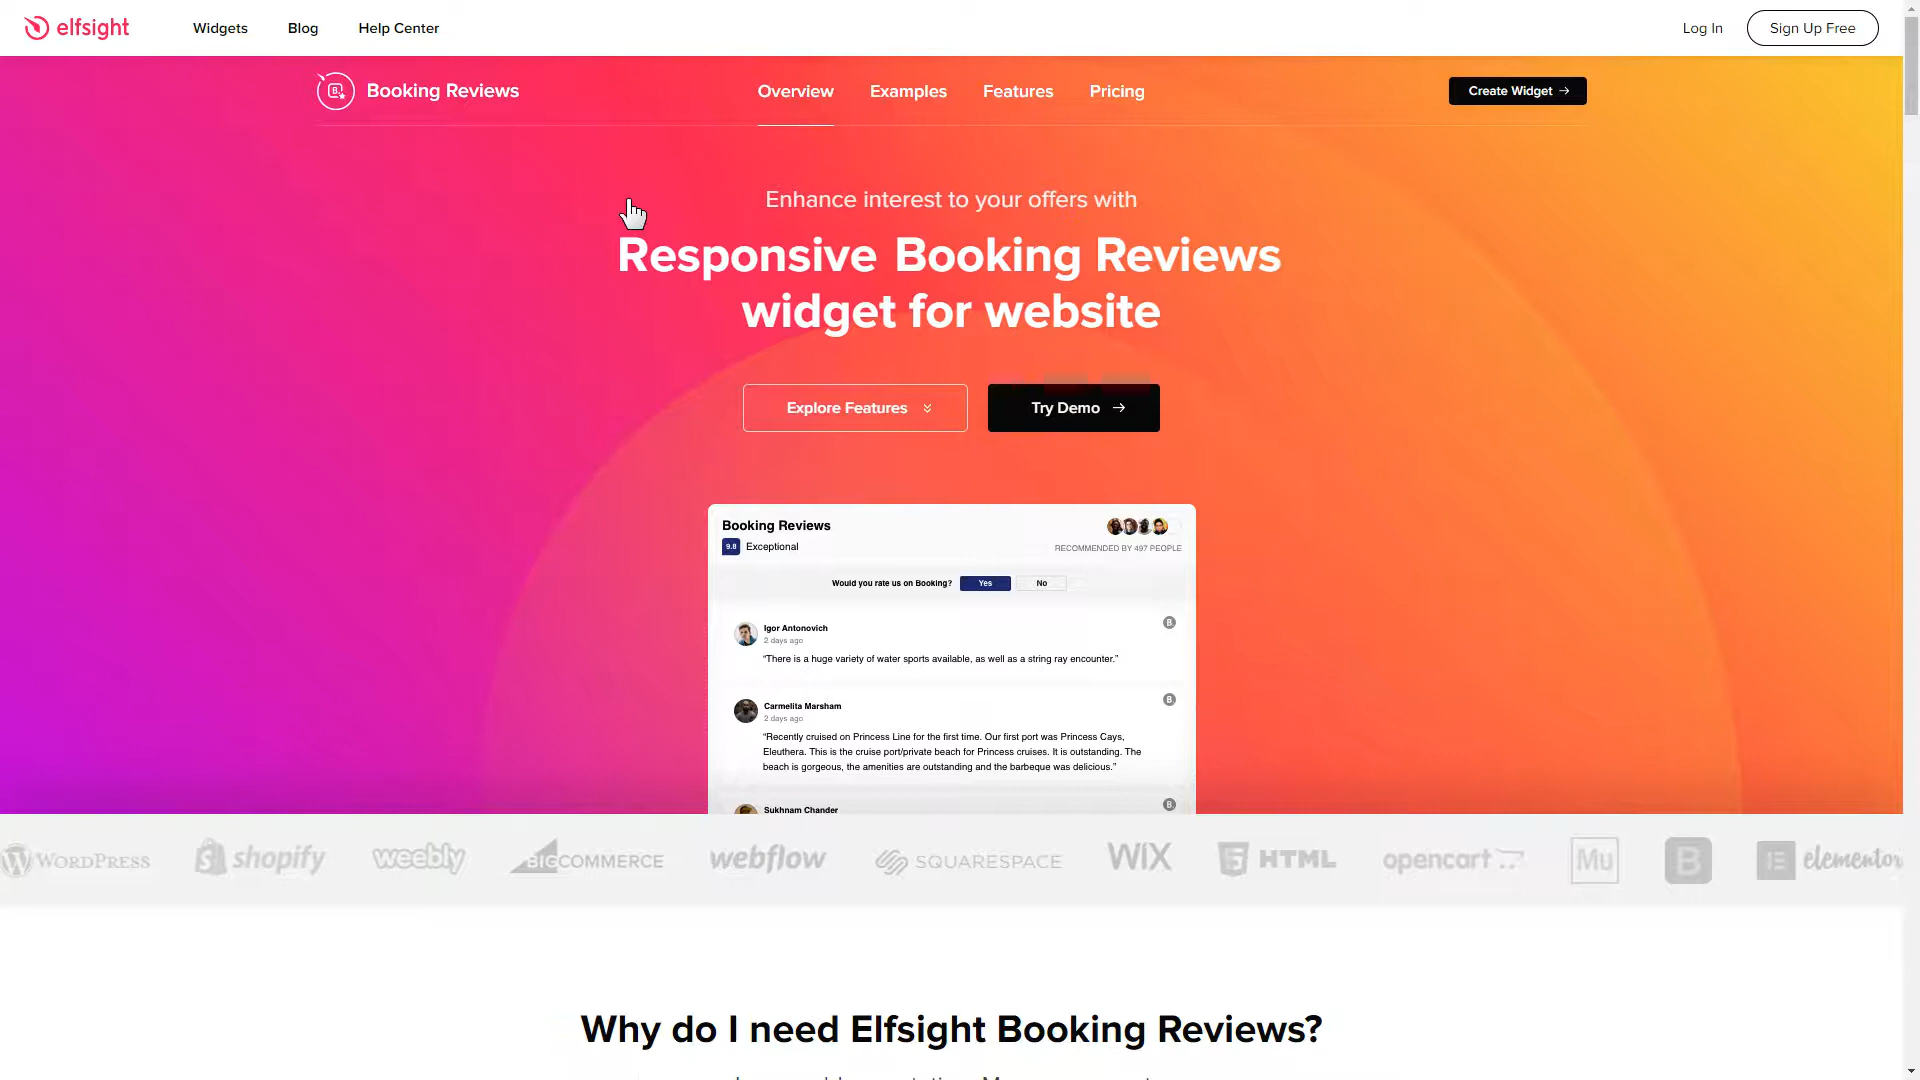 elfsight
Widgets
Blog
Help Center
Log In
Sign Up Free
Booking Reviews
Overview
Examples
Features
Pricing
Create Widget
Enhance interest to your offers with
Responsive Booking Reviews
widget for website
Explore Features
Try Demo
Booking Reviews
9.8 Exceptional
RECOMMENDED BY 497 PEOPLE
Would you rate us on Booking? Yes No
Igor Antonovich
2 days ago
“There is a huge variety of water sports available, as well as a string ray encounter.”
Carmelita Marsham
2 days ago
“Recently cruised on Princess Line for the first time. Our first port was Princess Cays,
Eleuthera. This is the cruise port/private beach for Princess cruises. It is outstanding. The
beach is gorgeous, the amenities are outstanding and the barbeque was delicious.”
Sukhnam Chander
WORDPRESS
shopify
weebly
BIGCOMMERCE
webflow
SQUARESPACE
WIX
HTML
opencart
Mu
B
elementor
Why do I need Elfsight Booking Reviews?